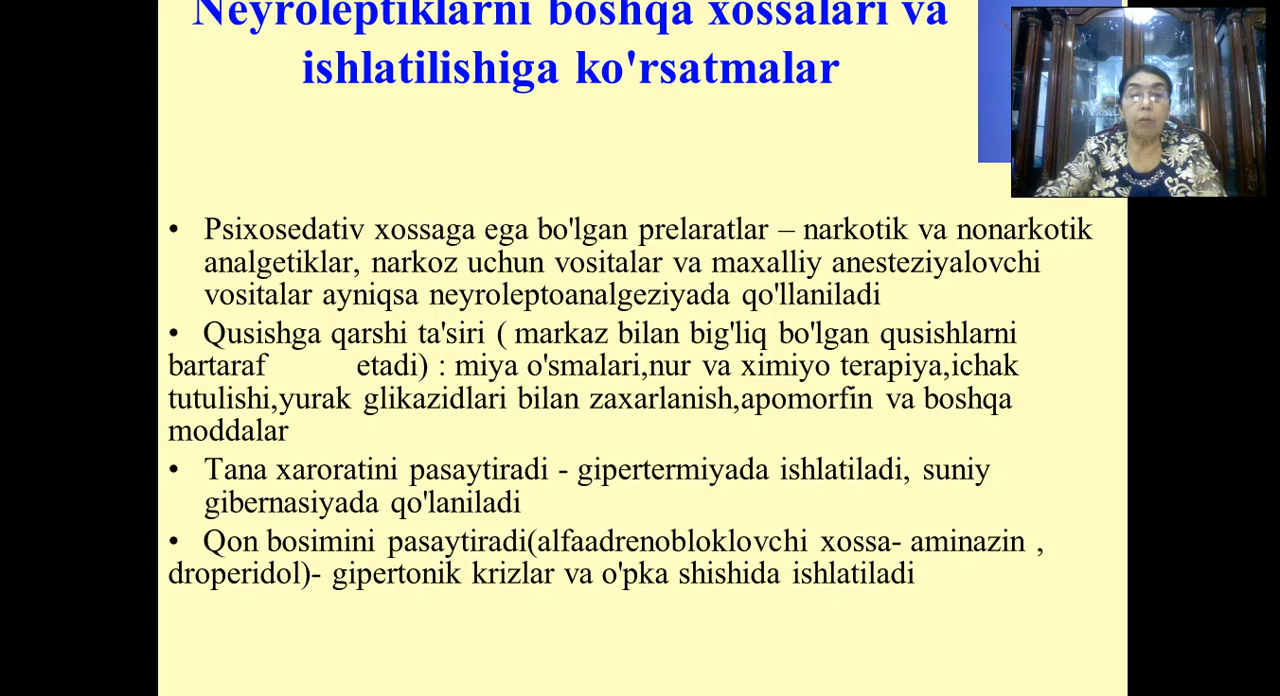 Neyroleptiklarni boshqa xossalari va
ishlatilishiga ko'rsatmalar
• Psixosedativ xossaga ega bo'lgan prelaratlar – narkotik va nonarkotik
analgetiklar, narkoz uchun vositalar va maxalliy anesteziyalovchi
vositalar ayniqsa neyroleptoanalgeziyada qo'llaniladi
• Qusishga qarshi ta'siri ( markaz bilan big'liq bo'lgan qusishlarni
bartaraf etadi) : miya o'smalari,nur va ximiyo terapiya,ichak
tutulishi,yurak glikazidlari bilan zaxarlanish,apomorfin va boshqa
moddalar
• Tana xaroratini pasaytiradi - gipertermiyada ishlatiladi, suniy
gibernasiyada qo'laniladi
• Qon bosimini pasaytiradi(alfaadrenobloklovchi xossa- aminazin ,
droperidol)- gipertonik krizlar va o'pka shishida ishlatiladi